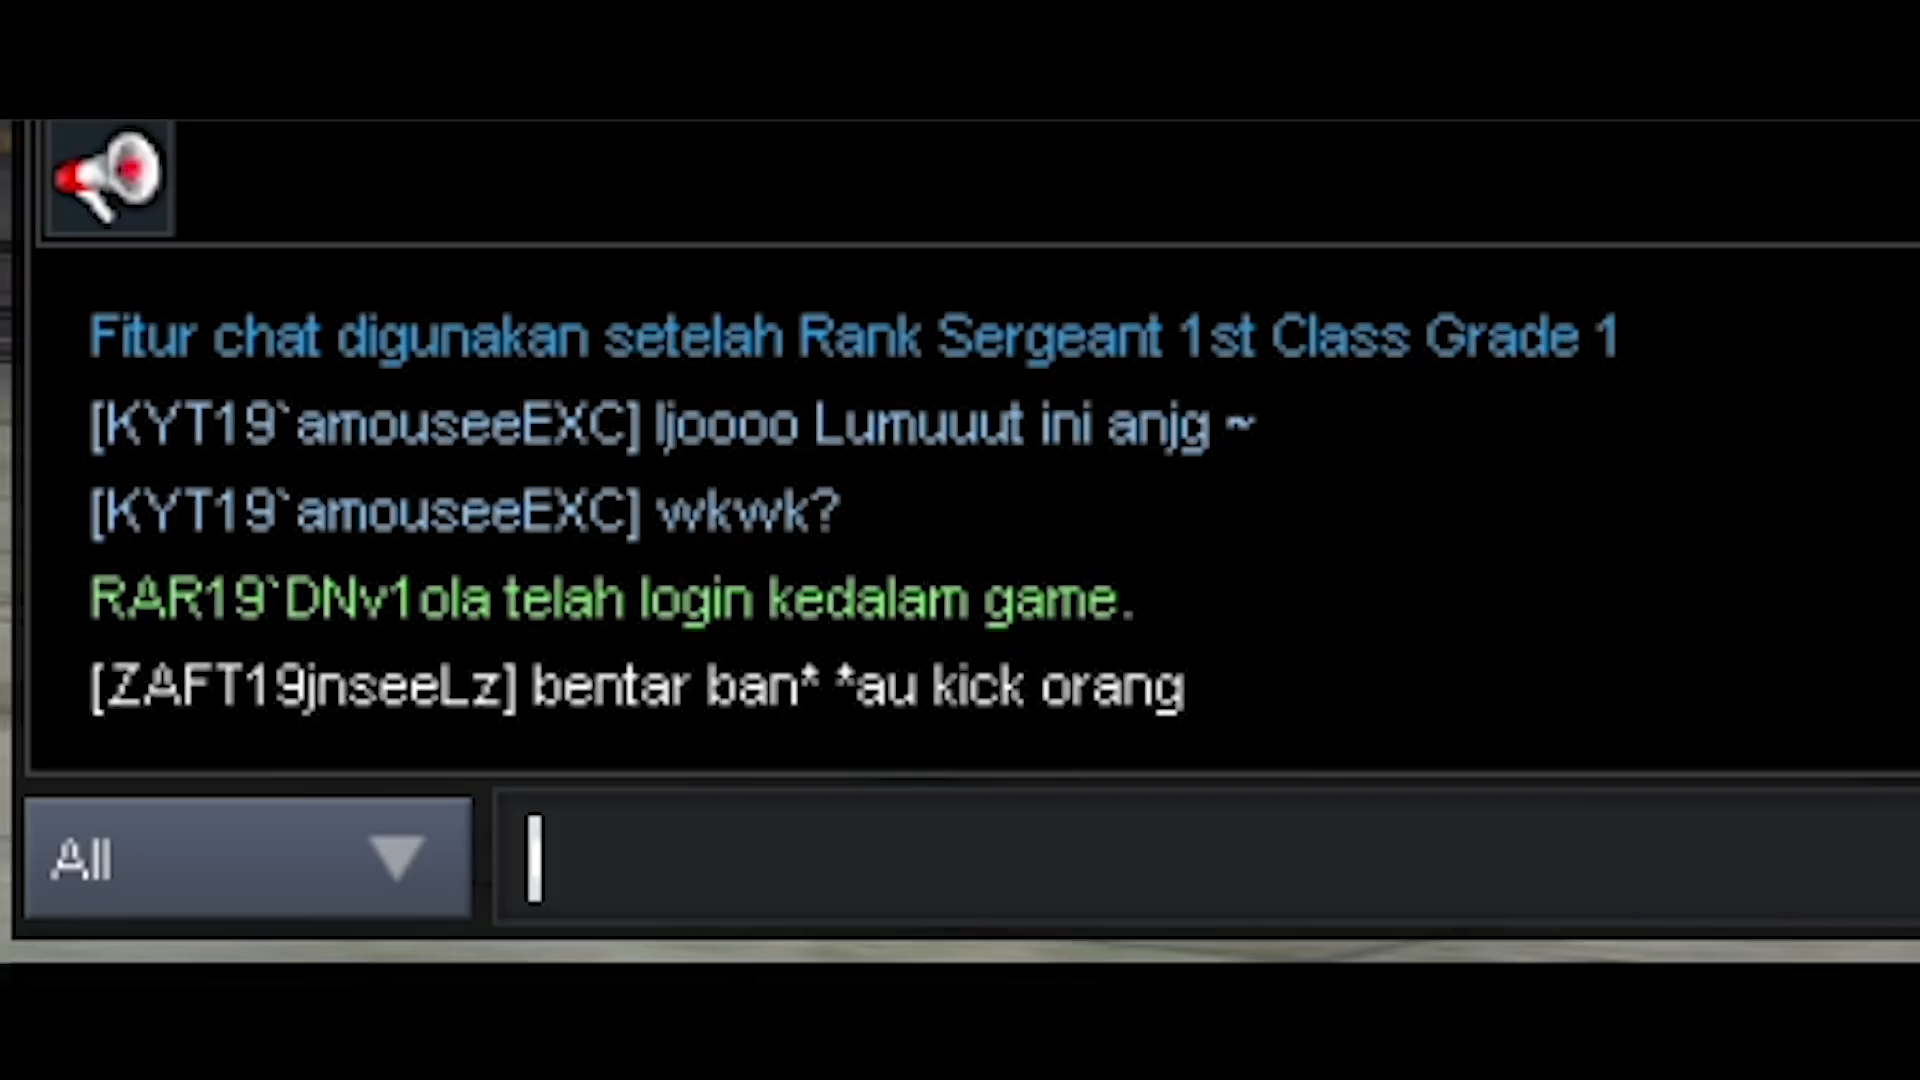 Fitur chat digunakan setelah Rank Sergeant 1st Class Grade 1
[KYT19`amouseeEXC] Ijoooo Lumuuut ini anjg ~
[KYT19`amouseeEXC] wkwk?
RAR19`DNv1ola telah login kedalam game.
[ZAFT19jnseeLz] bentar ban* *au kick orang
All